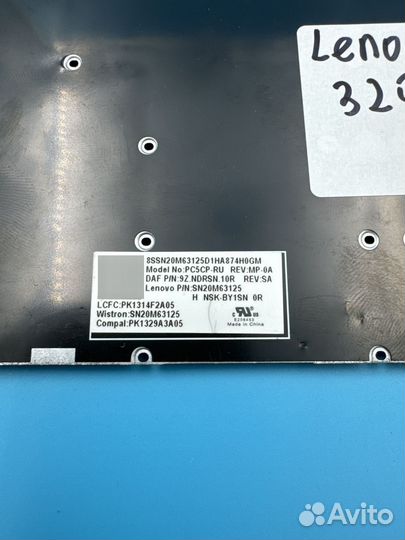 Leno
320
8SSN20M63125D1HA874H0GM
Model No:PC5CP-RU REV:MP-0A
DAF P/N:9Z.NDRSN.10R REV:SA
Lenovo P/N:SN20M63125
H NSK-BY1SN 0R
LCFC:PK1314F2A05
Wistron:SN20M63125
Compal:PK1329A3A05
Made in China
Avito